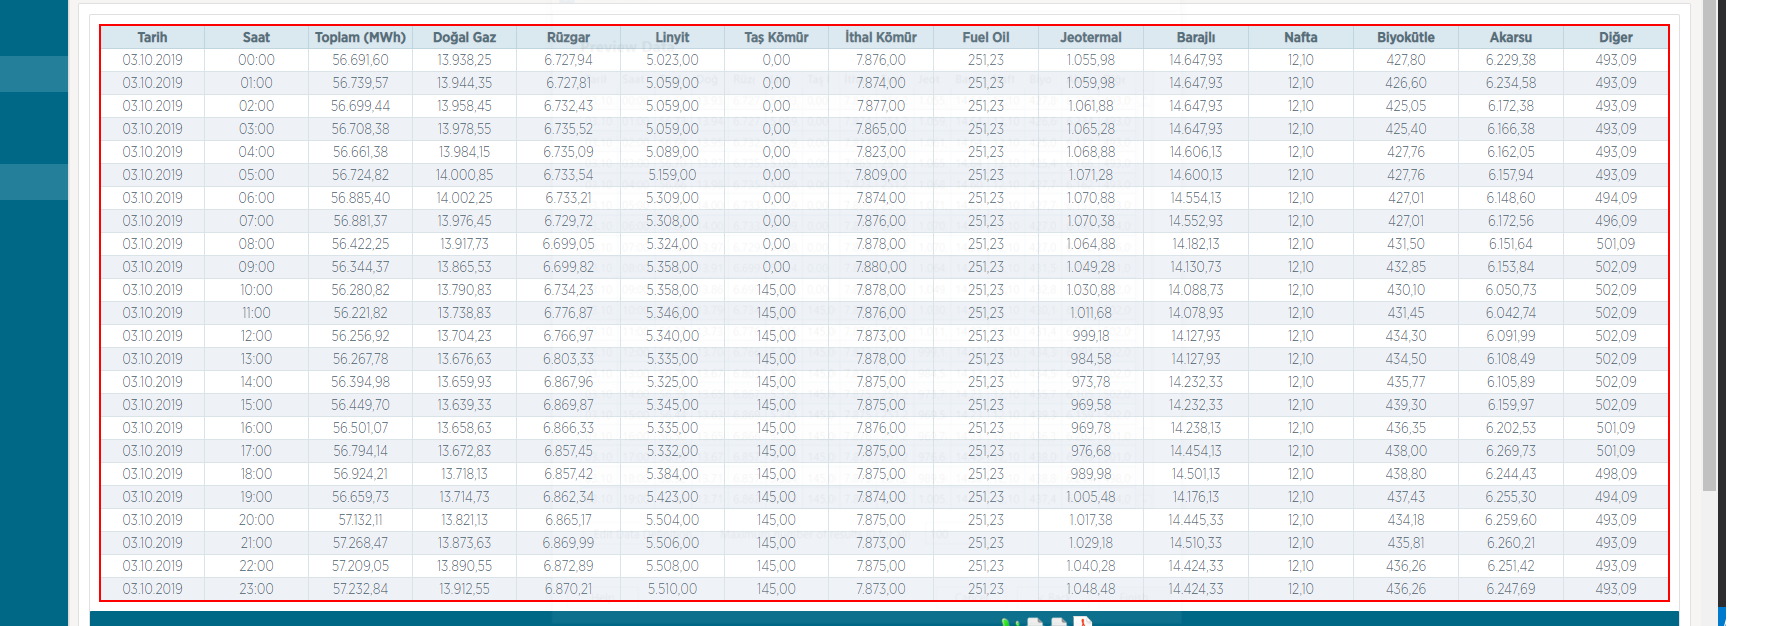 Tarih Saat Toplam (MWh) Doğal Gaz Rüzgar Linyit Taş Kömür İthal Kömür Fuel Oil Jeotermal Barajlı Nafta Biyokütle Akarsu Diğer
03.10.2019 00:00 56.691,60 13.938,25 6.727,94 5.023,00 0,00 7.876,00 251,23 1.055,98 14.647,93 12,10 427,80 6.229,38 493,09
03.10.2019 01:00 56.739,57 13.944,35 6.727,81 5.059,00 0,00 7.874,00 251,23 1.059,98 14.647,93 12,10 426,60 6.234,58 493,09
03.10.2019 02:00 56.699,44 13.958,45 6.732,43 5.059,00 0,00 7.877,00 251,23 1.061,88 14.647,93 12,10 425,05 6.172,38 493,09
03.10.2019 03:00 56.708,38 13.978,55 6.735,52 5.059,00 0,00 7.865,00 251,23 1.065,28 14.647,93 12,10 425,40 6.166,38 493,09
03.10.2019 04:00 56.661,38 13.984,15 6.735,09 5.089,00 0,00 7.823,00 251,23 1.068,88 14.606,13 12,10 427,76 6.162,05 493,09
03.10.2019 05:00 56.724,82 14.000,85 6.733,54 5.159,00 0,00 7.809,00 251,23 1.071,28 14.600,13 12,10 427,76 6.157,94 493,09
03.10.2019 06:00 56.885,40 14.002,25 6.733,21 5.309,00 0,00 7.874,00 251,23 1.070,88 14.554,13 12,10 427,01 6.148,60 494,09
03.10.2019 07:00 56.881,37 13.976,45 6.729,72 5.308,00 0,00 7.876,00 251,23 1.070,38 14.552,93 12,10 427,01 6.172,56 496,09
03.10.2019 08:00 56.422,25 13.917,73 6.699,05 5.324,00 0,00 7.878,00 251,23 1.064,88 14.182,13 12,10 431,50 6.151,64 501,09
03.10.2019 09:00 56.344,37 13.865,53 6.699,82 5.358,00 0,00 7.880,00 251,23 1.049,28 14.130,73 12,10 432,85 6.153,84 502,09
03.10.2019 10:00 56.280,82 13.790,83 6.734,23 5.358,00 145,00 7.878,00 251,23 1.030,88 14.088,73 12,10 430,10 6.050,73 502,09
03.10.2019 11:00 56.221,82 13.738,83 6.776,87 5.346,00 145,00 7.876,00 251,23 1.011,68 14.078,93 12,10 431,45 6.042,74 502,09
03.10.2019 12:00 56.256,92 13.704,23 6.766,97 5.340,00 145,00 7.873,00 251,23 999,18 14.127,93 12,10 434,30 6.091,99 502,09
03.10.2019 13:00 56.267,78 13.676,63 6.803,33 5.335,00 145,00 7.878,00 251,23 984,58 14.127,93 12,10 434,50 6.108,49 502,09
03.10.2019 14:00 56.394,98 13.659,93 6.867,96 5.325,00 145,00 7.875,00 251,23 973,78 14.232,33 12,10 435,77 6.105,89 502,09
03.10.2019 15:00 56.449,70 13.639,33 6.869,87 5.345,00 145,00 7.875,00 251,23 969,58 14.232,33 12,10 439,30 6.159,97 502,09
03.10.2019 16:00 56.501,07 13.658,63 6.866,33 5.335,00 145,00 7.876,00 251,23 969,78 14.238,13 12,10 436,35 6.202,53 501,09
03.10.2019 17:00 56.794,14 13.672,83 6.857,45 5.332,00 145,00 7.875,00 251,23 976,68 14.454,13 12,10 438,00 6.269,73 501,09
03.10.2019 18:00 56.924,21 13.718,13 6.857,42 5.384,00 145,00 7.875,00 251,23 989,98 14.501,13 12,10 438,80 6.244,43 498,09
03.10.2019 19:00 56.659,73 13.714,73 6.862,34 5.423,00 145,00 7.874,00 251,23 1.005,48 14.176,13 12,10 437,43 6.255,30 494,09
03.10.2019 20:00 57.132,11 13.821,13 6.865,17 5.504,00 145,00 7.875,00 251,23 1.017,38 14.445,33 12,10 434,18 6.259,60 493,09
03.10.2019 21:00 57.268,47 13.873,63 6.869,99 5.506,00 145,00 7.873,00 251,23 1.029,18 14.510,33 12,10 435,81 6.260,21 493,09
03.10.2019 22:00 57.209,05 13.890,55 6.872,89 5.508,00 145,00 7.875,00 251,23 1.040,28 14.424,33 12,10 436,26 6.251,42 493,09
03.10.2019 23:00 57.232,84 13.912,55 6.870,21 5.510,00 145,00 7.873,00 251,23 1.048,48 14.424,33 12,10 436,26 6.247,69 493,09